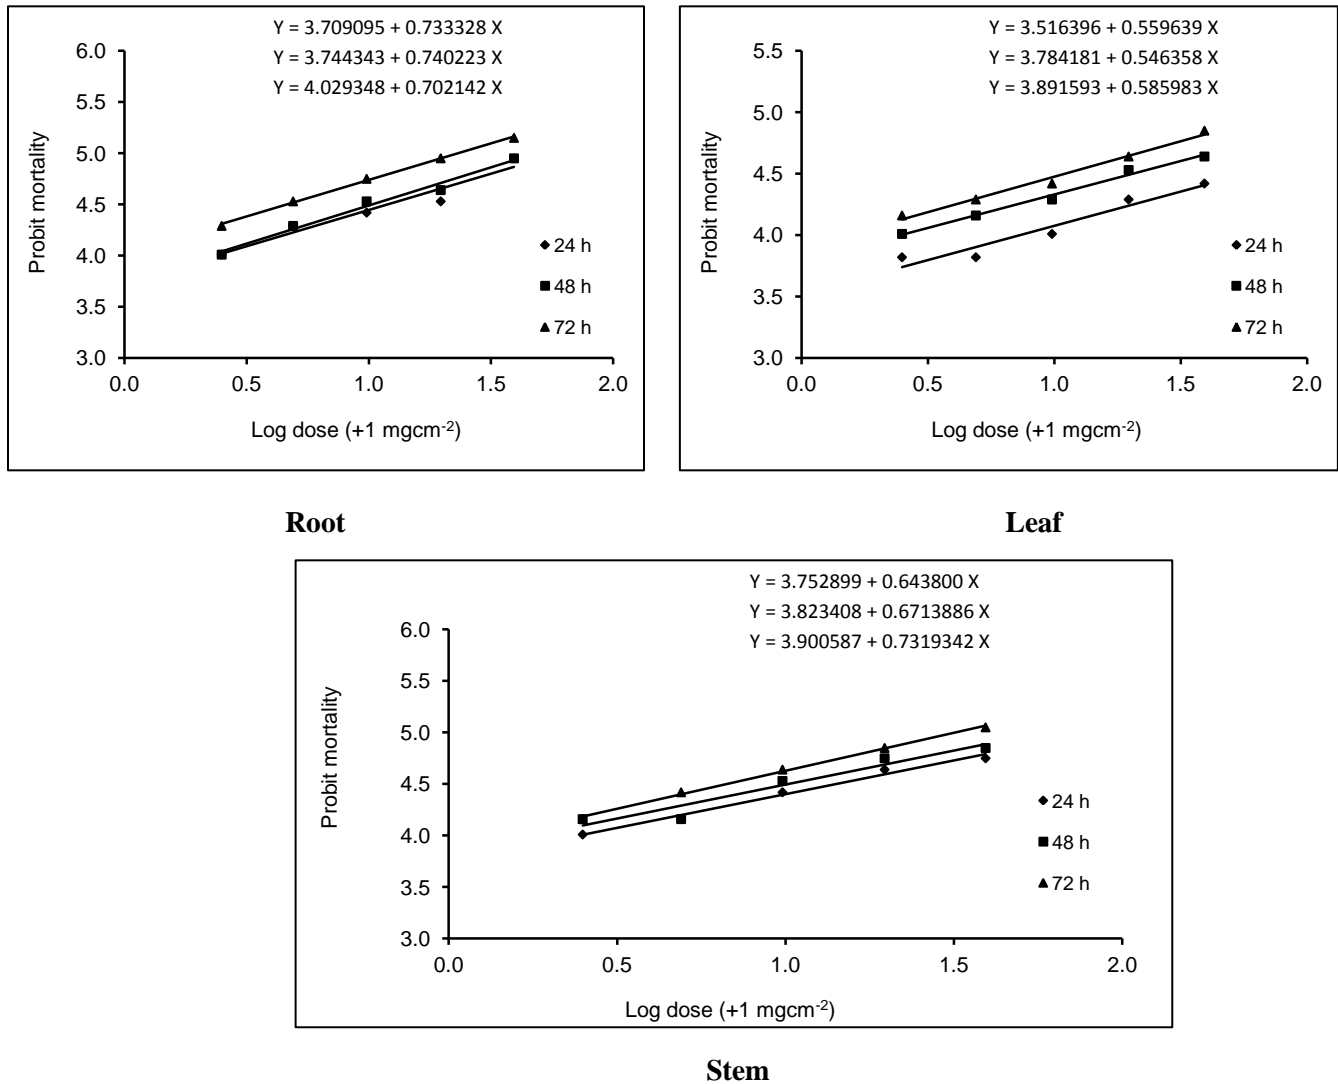 Y = 3.709095 + 0.733328 X
Y = 3.744343 + 0.740223 X
Y = 4.029348 + 0.702142 X
6.0
5.5
5.0
4.5
4.0
3.5
3.0
Probit mortality
24 h
48 h
72 h
0.0 0.5 1.0 1.5 2.0
Log dose (+1 mgcm-2)
Root
Y = 3.516396 + 0.559639 X
Y = 3.784181 + 0.546358 X
Y = 3.891593 + 0.585983 X
5.5
5.0
4.5
4.0
3.5
3.0
Probit mortality
24 h
48 h
72 h
0.0 0.5 1.0 1.5 2.0
Log dose (+1 mgcm-2)
Leaf
Y = 3.752899 + 0.643800 X
Y = 3.823408 + 0.6713886 X
Y = 3.900587 + 0.7319342 X
6.0
5.5
5.0
4.5
4.0
3.5
3.0
Probit mortality
24 h
48 h
72 h
0.0 0.5 1.0 1.5 2.0
Log dose (+1 mgcm-2)
Stem